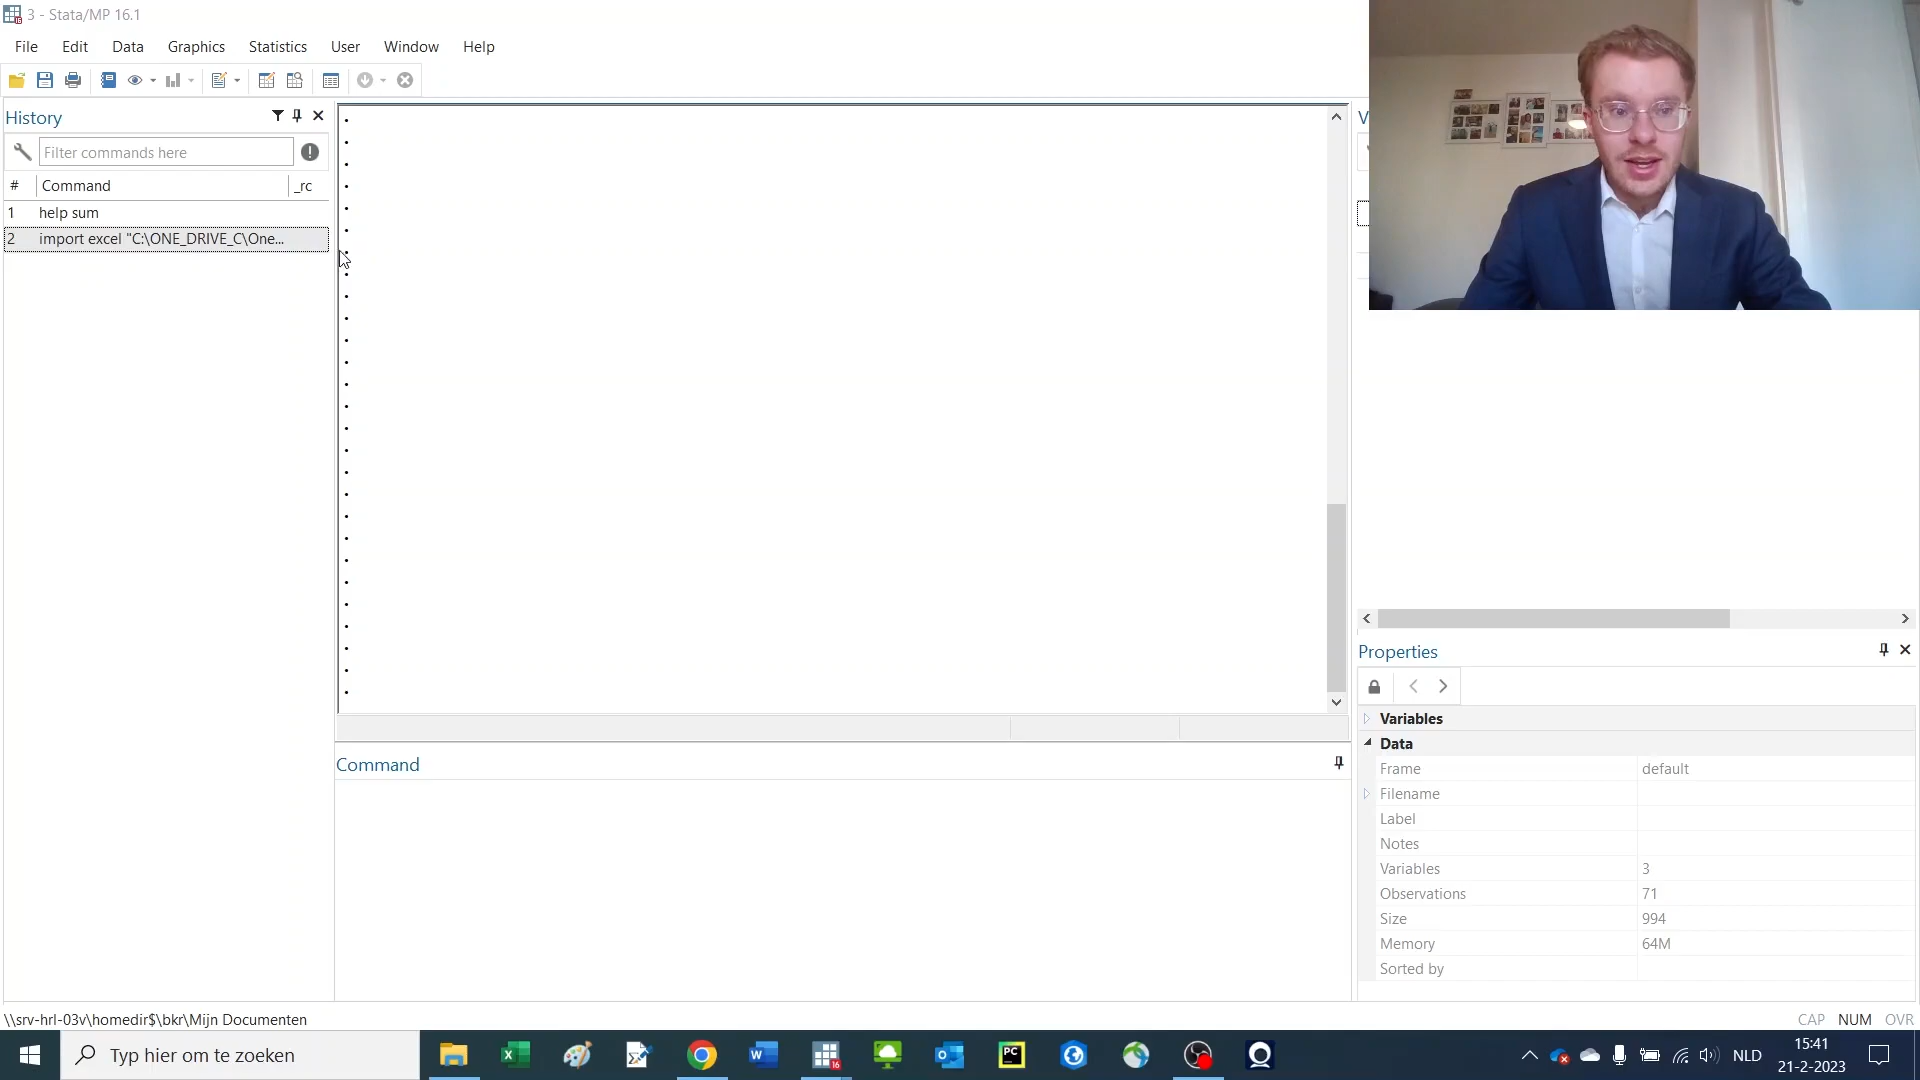 3 - Stata/MP 16.1
File Edit Data Graphics Statistics User Window Help
History
Filter commands here
# Command _rc
1 help sum
2 import excel "C:\ONE_DRIVE_C\One...
Command
V
Properties
Variables
Data
Frame default
Filename
Label
Notes
Variables 3
Observations 71
Size 994
Memory 64M
Sorted by
\\srv-hrl-03v\homedir$\bkr\Mijn Documenten
CAP NUM OVR
Typ hier om te zoeken
16
PC
NLD
15:41
21-2-2023